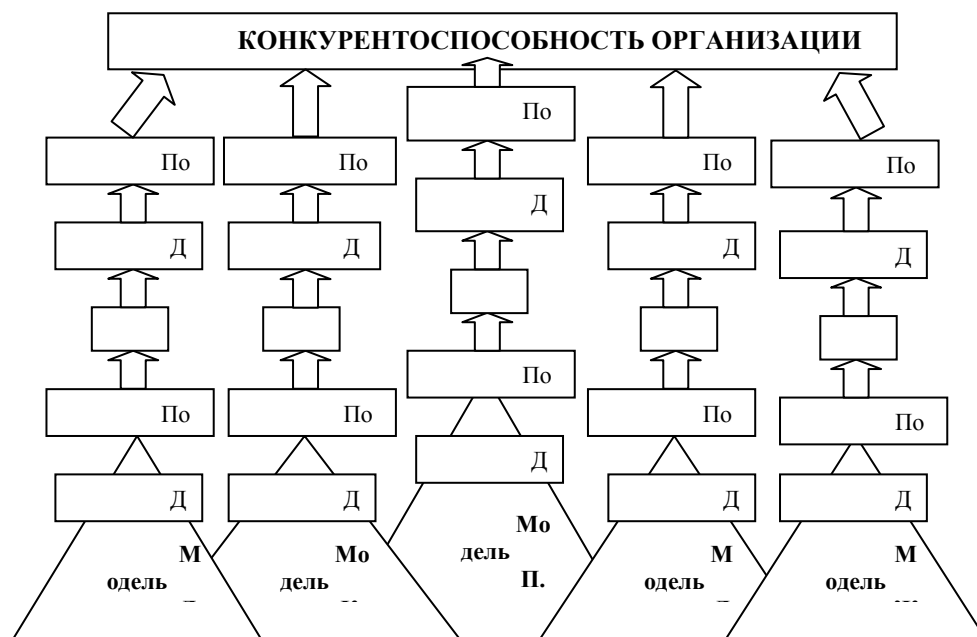 КОНКУРЕНТОСПОСОБНОСТЬ ОРГАНИЗАЦИИ
По
По
По
По
По
Д
Д
Д
Д
Д
По
По
По
По
По
Д
Д
Д
Д
Д
М
одель
Мо
дель
Мо
дель
П.
М
одель
М
одель